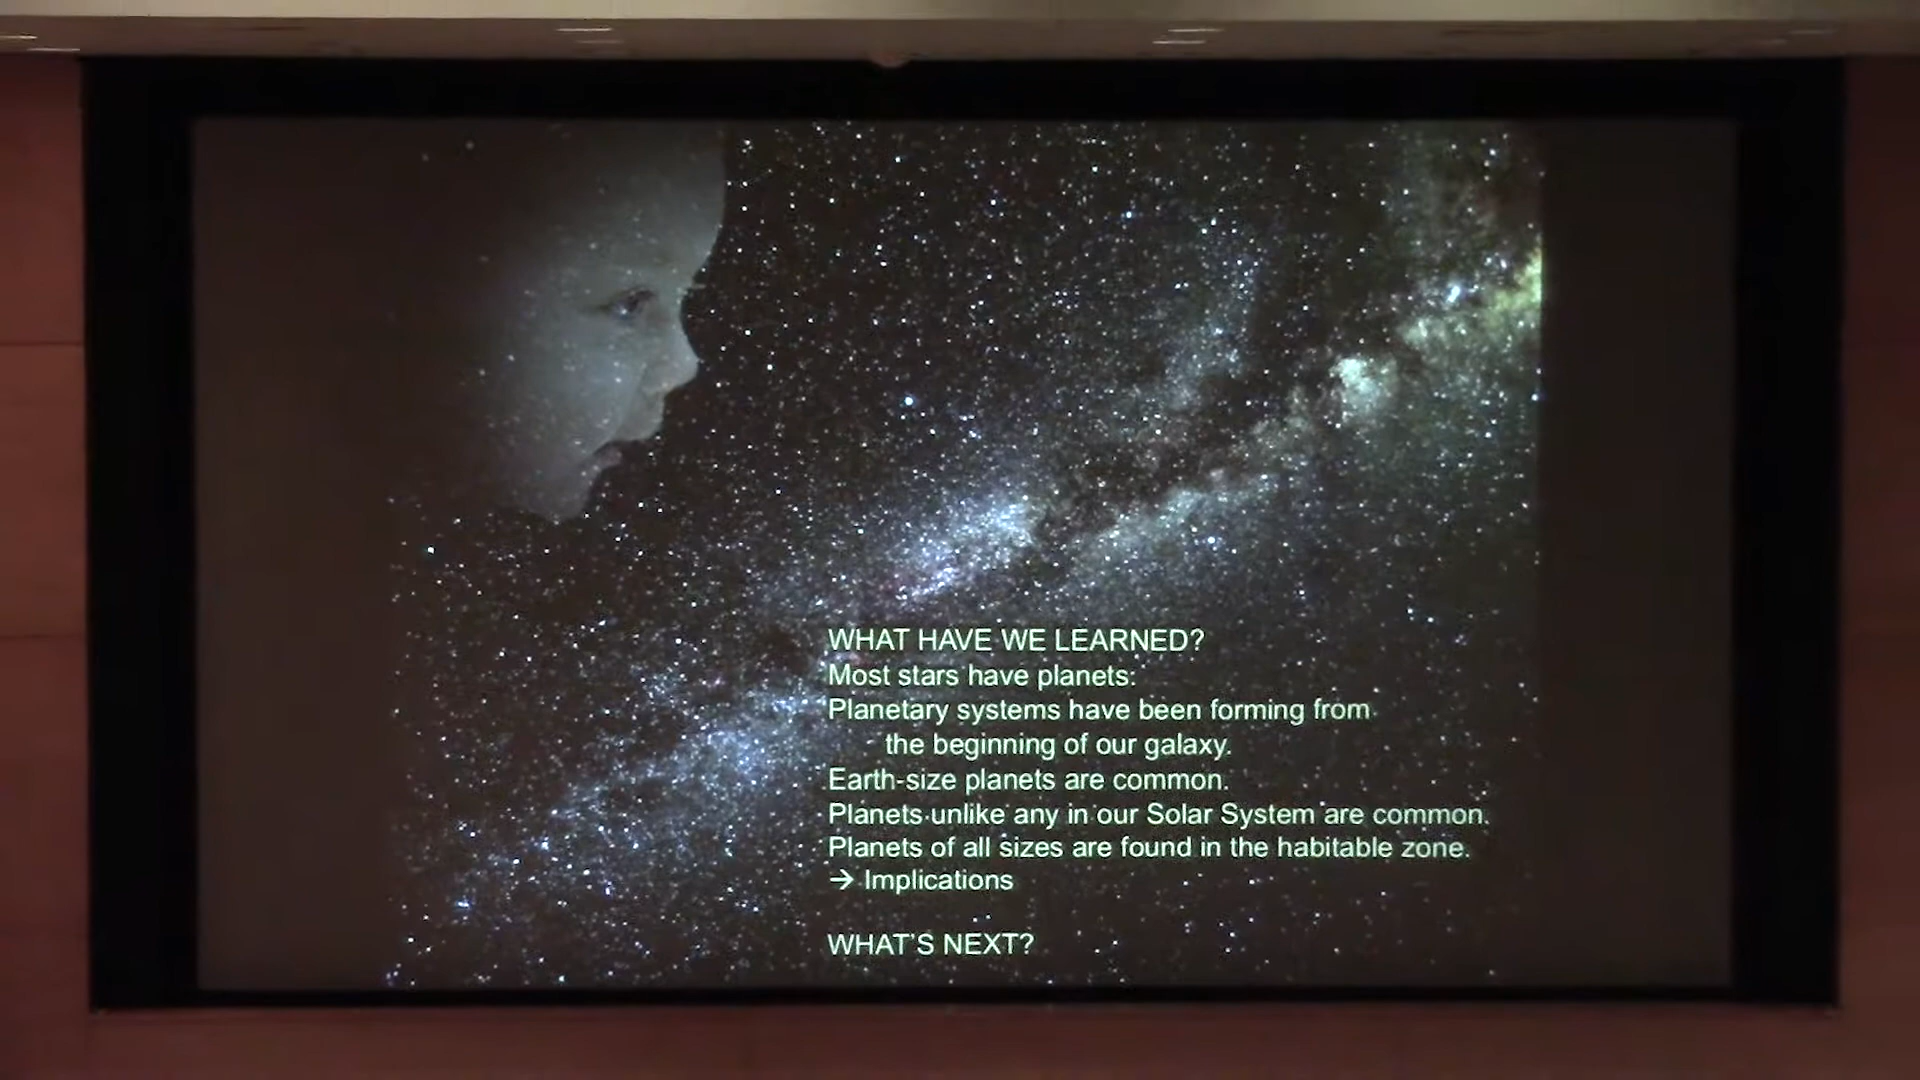 WHAT HAVE WE LEARNED?
Most stars have planets:
Planetary systems have been forming from
the beginning of our galaxy.
Earth-size planets are common.
Planets unlike any in our Solar System are common.
Planets of all sizes are found in the habitable zone.
→ Implications
WHAT'S NEXT?